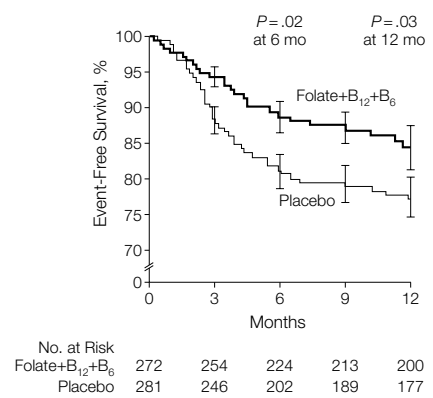 P=.02 P=.03
at 6 mo at 12 mo
100
95
90
85
80
75
70
0
Event-Free Survival, %
Folate+B12+B6
Placebo
0 3 6 9 12
Months
No. at Risk
Folate+B12+B6 272 254 224 213 200
Placebo 281 246 202 189 177